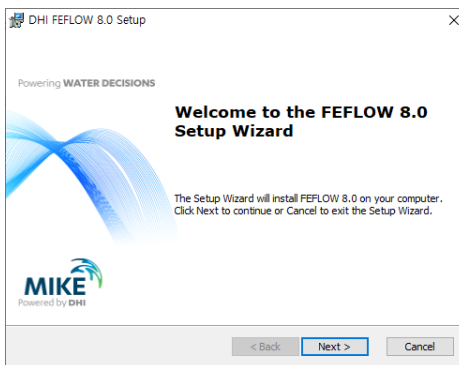 DHI FEFLOW 8.0 Setup
Powering WATER DECISIONS
Welcome to the FEFLOW 8.0
Setup Wizard
The Setup Wizard will install FEFLOW 8.0 on your computer.
Click Next to continue or Cancel to exit the Setup Wizard.
MIKE
Powered by DHI
< Back
Next >
Cancel